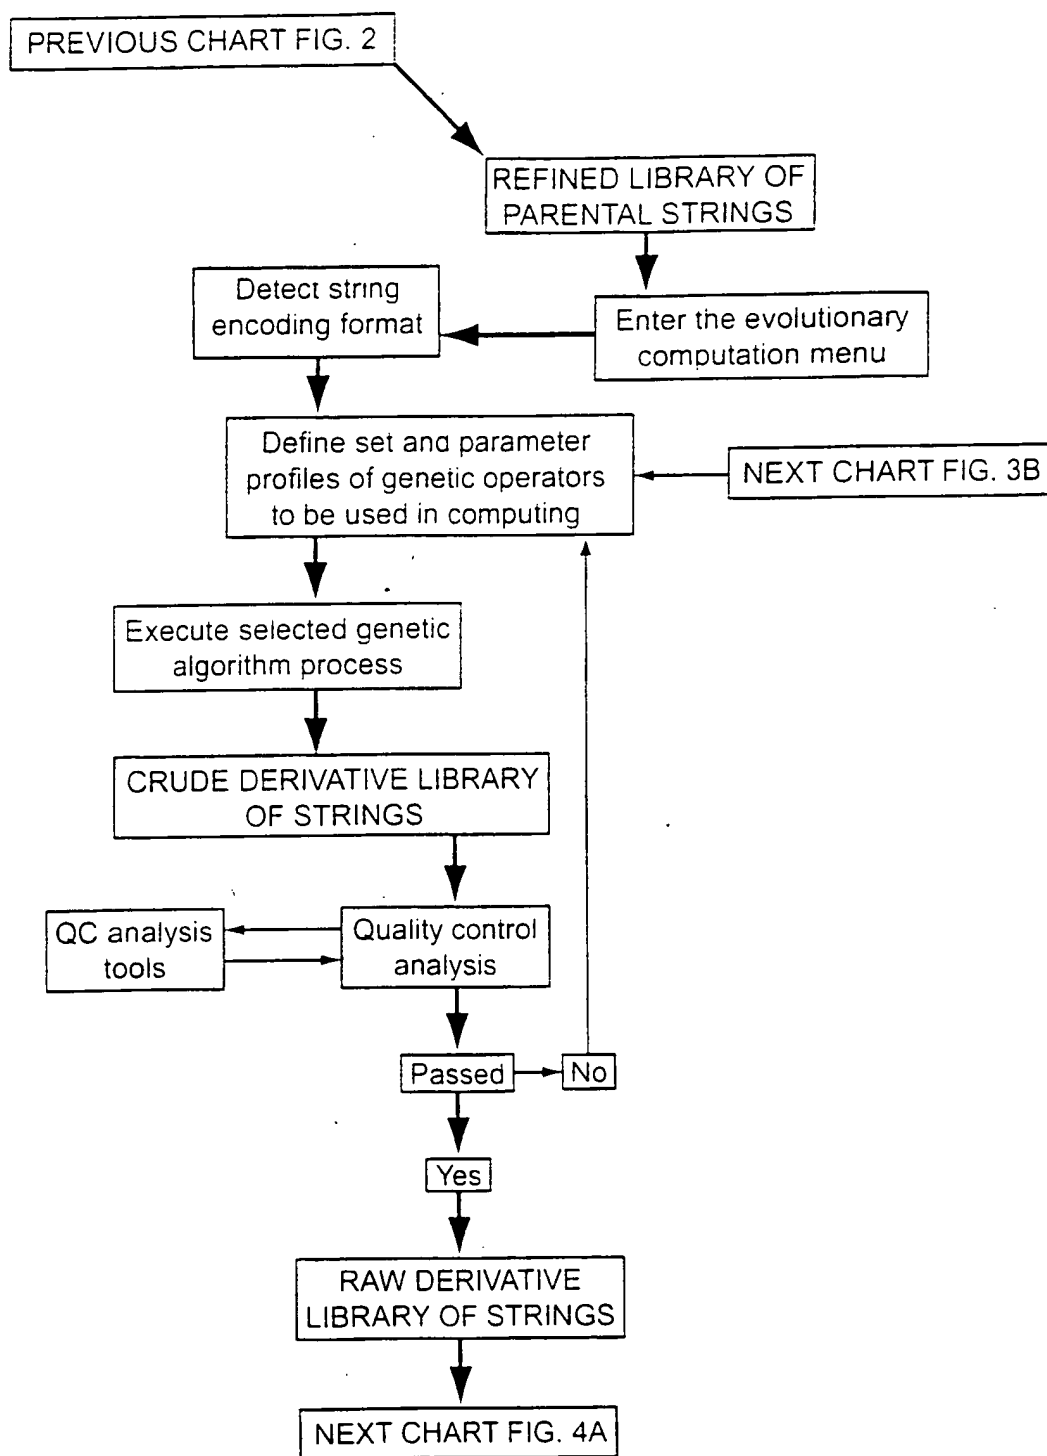 PREVIOUS CHART FIG. 2
REFINED LIBRARY OF
PARENTAL STRINGS
Detect string
encoding format
Enter the evolutionary
computation menu
Define set and parameter
profiles of genetic operators
to be used in computing
NEXT CHART FIG. 3B
Execute selected genetic
algorithm process
CRUDE DERIVATIVE LIBRARY
OF STRINGS
QC analysis
tools
Quality control
analysis
Passed
No
Yes
RAW DERIVATIVE
LIBRARY OF STRINGS
NEXT CHART FIG. 4A